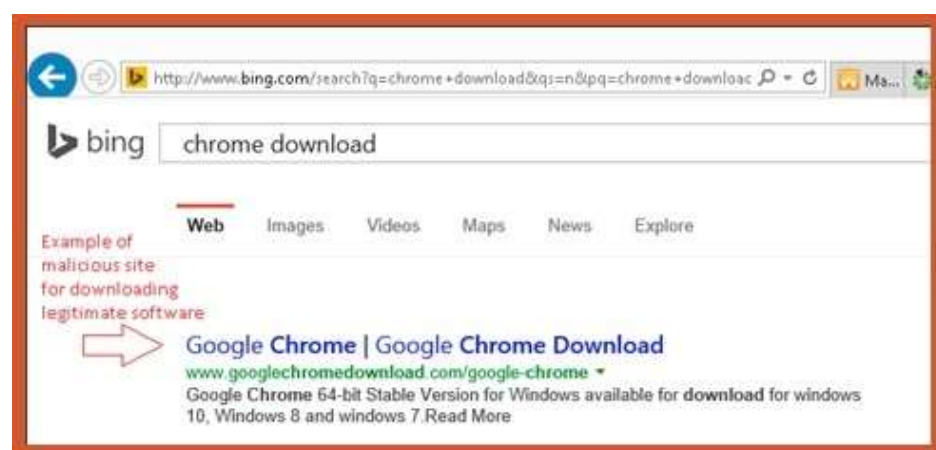 http://www.bing.com/search?q=chrome+download&qs=n&pq=chrome+downloac
Ma...
bing
chrome download
Web Images Videos Maps News Explore
Example of
malicious site
for downloading
legitimate software
Google Chrome | Google Chrome Download
www.googlechromedownload.com/google-chrome
Google Chrome 64-bit Stable Version for Windows available for download for windows
10, Windows 8 and windows 7.Read More